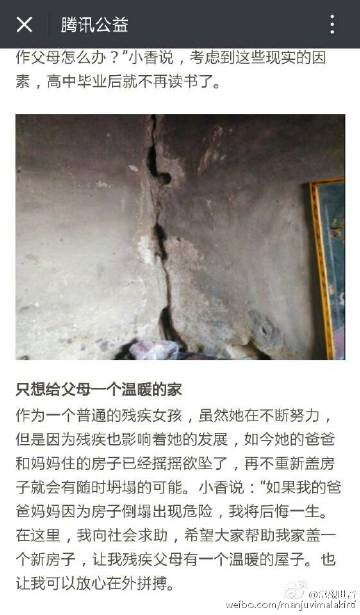 腾讯公益
作父母怎么办？”小香说，考虑到这些现实的因
素，高中毕业后就不再读书了。
只想给父母一个温暖的家
作为一个普通的残疾女孩，虽然她在不断努力，
但是因为残疾也影响着她的发展，如今她的爸爸
和妈妈住的房子已经摇摇欲坠了，再不重新盖房
子就会有随时坍塌的可能。小香说：“如果我的爸
爸妈妈因为房子倒塌出现危险，我将后悔一生。
在这里，我向社会求助，希望大家帮助我家盖一
个新房子，让我残疾父母有一个温暖的屋子。也
让我可以放心在外拼搏。
weibo.com/manjuvimalakirti